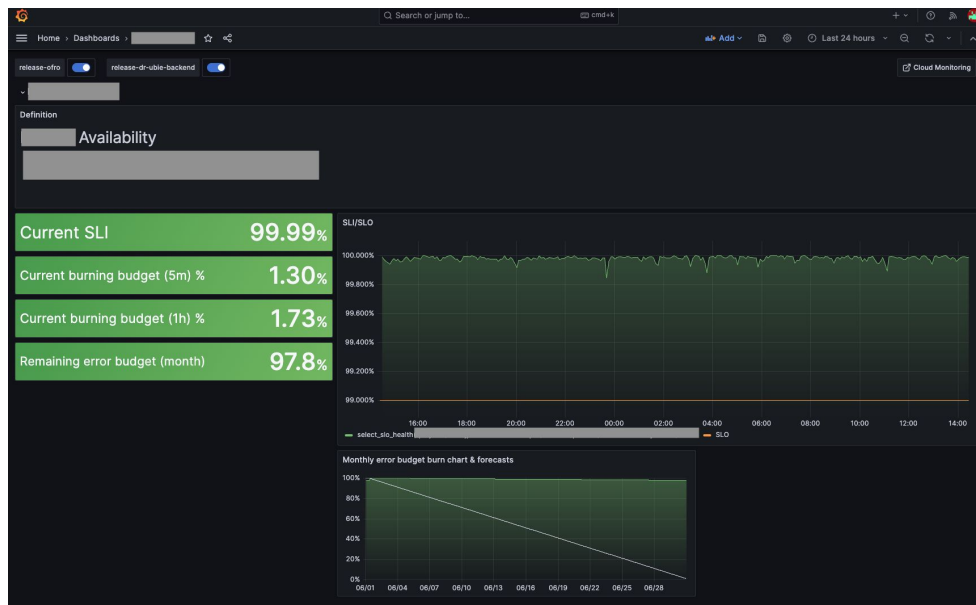 Search or jump to...
cmd+k
Home
Dashboards
Add
Last 24 hours
release-ofro
release-dr-ubie-backend
Cloud Monitoring
Definition
Availability
Current SLI 99.99%
Current burning budget (5m) % 1.30%
Current burning budget (1h) % 1.73%
Remaining error budget (month) 97.8%
SLI/SLO
100.000%
99.800%
99.600%
99.400%
99.200%
99.000%
16:00 18:00 20:00 22:00 00:00 02:00 04:00 06:00 08:00 10:00 12:00 14:00
select_slo_health
SLO
Monthly error budget burn chart & forecasts
100%
80%
60%
40%
20%
0%
06/01 06/04 06/07 06/10 06/13 06/16 06/19 06/22 06/25 06/28